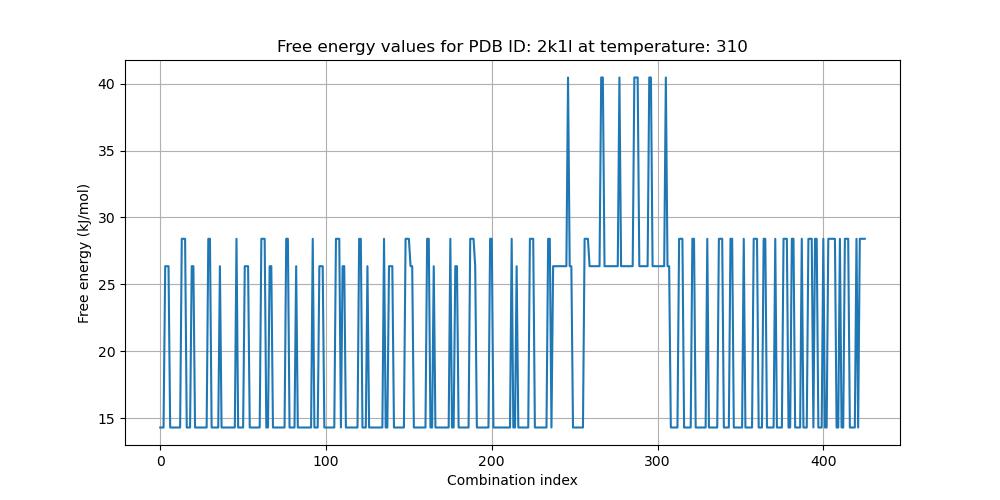 Free energy values for PDB ID: 2k1l at temperature: 310
40
35
30
25
20
15
Free energy (kJ/mol)
0 100 200 300 400
Combination index